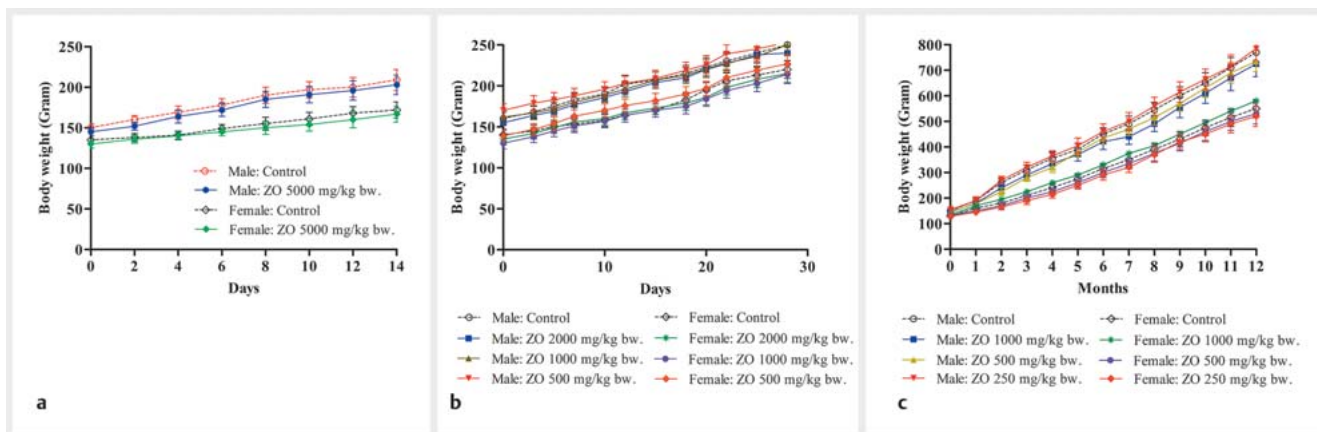 250
200
150
100
50
0
Body weight (Gram)
0 2 4 6 8 10 12 14
Days
Male: Control
Male: ZO 5000 mg/kg bw.
Female: Control
Female: ZO 5000 mg/kg bw.
a
250
200
150
100
50
0
Body weight (Gram)
0 10 20 30
Days
Male: Control
Male: ZO 2000 mg/kg bw.
Male: ZO 1000 mg/kg bw.
Male: ZO 500 mg/kg bw.
Female: Control
Female: ZO 2000 mg/kg bw.
Female: ZO 1000 mg/kg bw.
Female: ZO 500 mg/kg bw.
b
800
700
600
500
400
300
200
100
0
Body weight (Gram)
0 1 2 3 4 5 6 7 8 9 10 11 12
Months
Male: Control
Male: ZO 1000 mg/kg bw.
Male: ZO 500 mg/kg bw.
Male: ZO 250 mg/kg bw.
Female: Control
Female: ZO 1000 mg/kg bw.
Female: ZO 500 mg/kg bw.
Female: ZO 250 mg/kg bw.
c